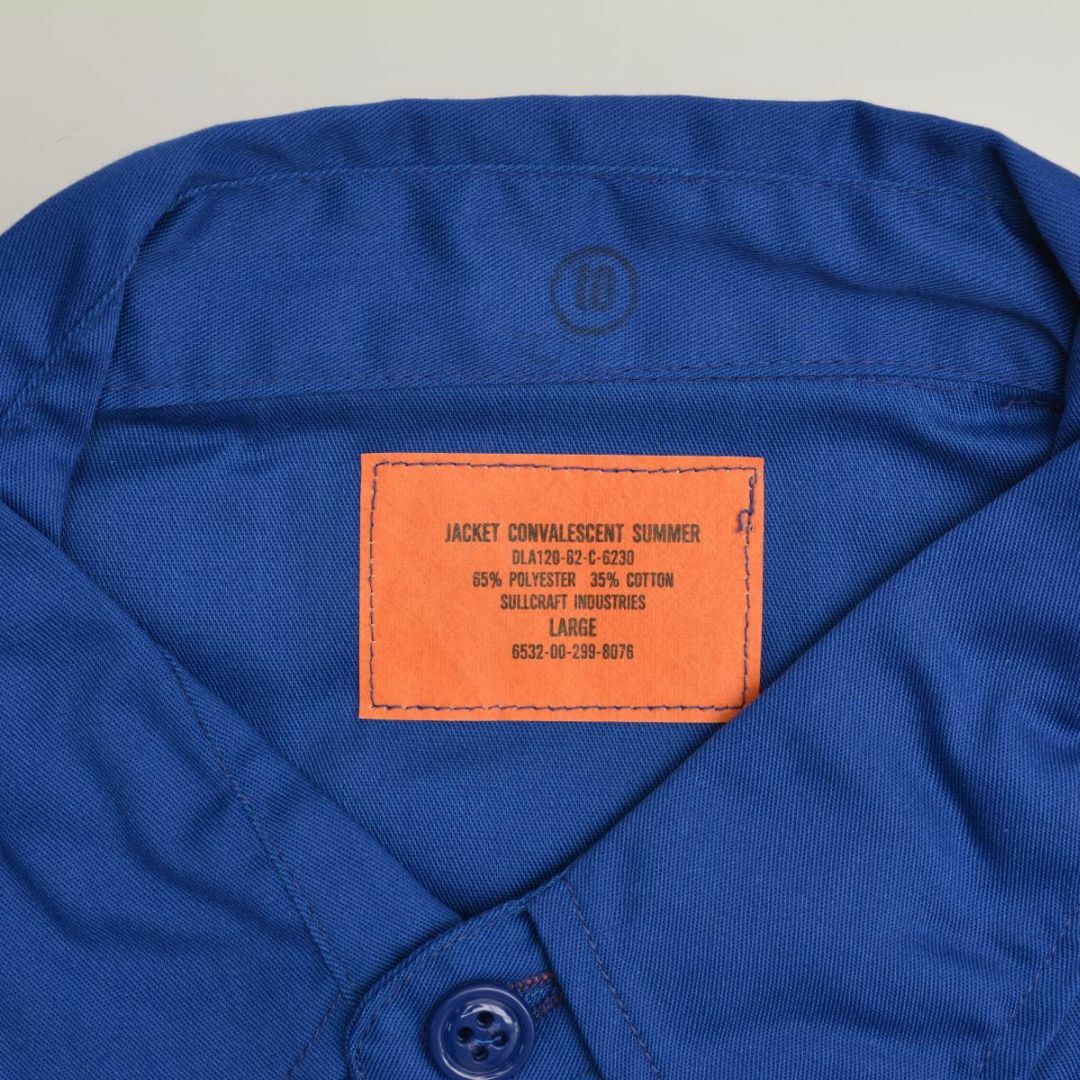 10
JACKET CONVALESCENT SUMMER
DLA120-82-C-6230
65% POLYESTER 35% COTTON
SULLCRAFT INDUSTRIES
LARGE
6532-00-299-8076